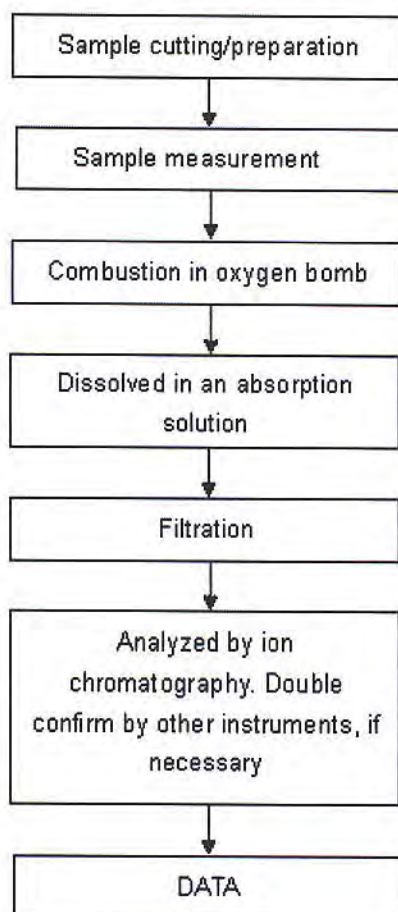 Sample cutting/preparation
Sample measurement
Combustion in oxygen bomb
Dissolved in an absorption
solution
Filtration
Analyzed by ion
chromatography. Double
confirm by other instruments, if
necessary
DATA